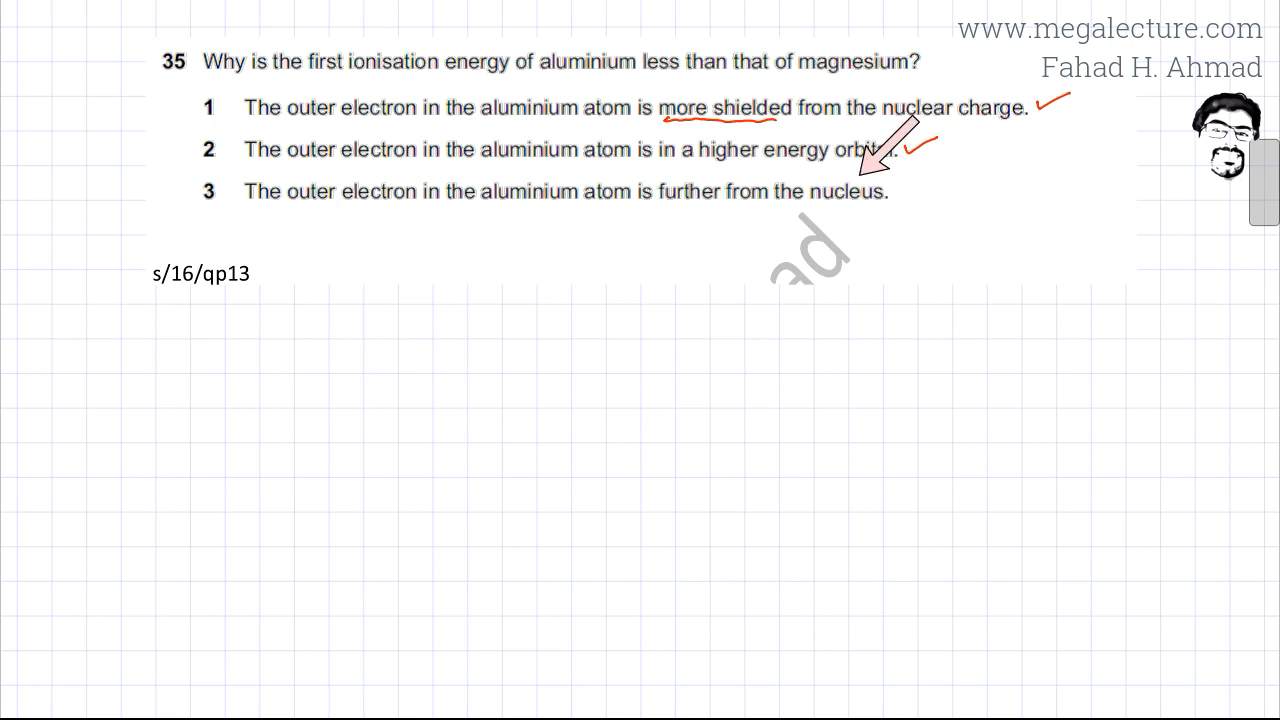 www.megalecture.com
Fahad H. Ahmad
35 Why is the first ionisation energy of aluminium less than that of magnesium?
1 The outer electron in the aluminium atom is more shielded from the nuclear charge.
2 The outer electron in the aluminium atom is in a higher energy orbital.
3 The outer electron in the aluminium atom is further from the nucleus.
ad
s/16/qp13